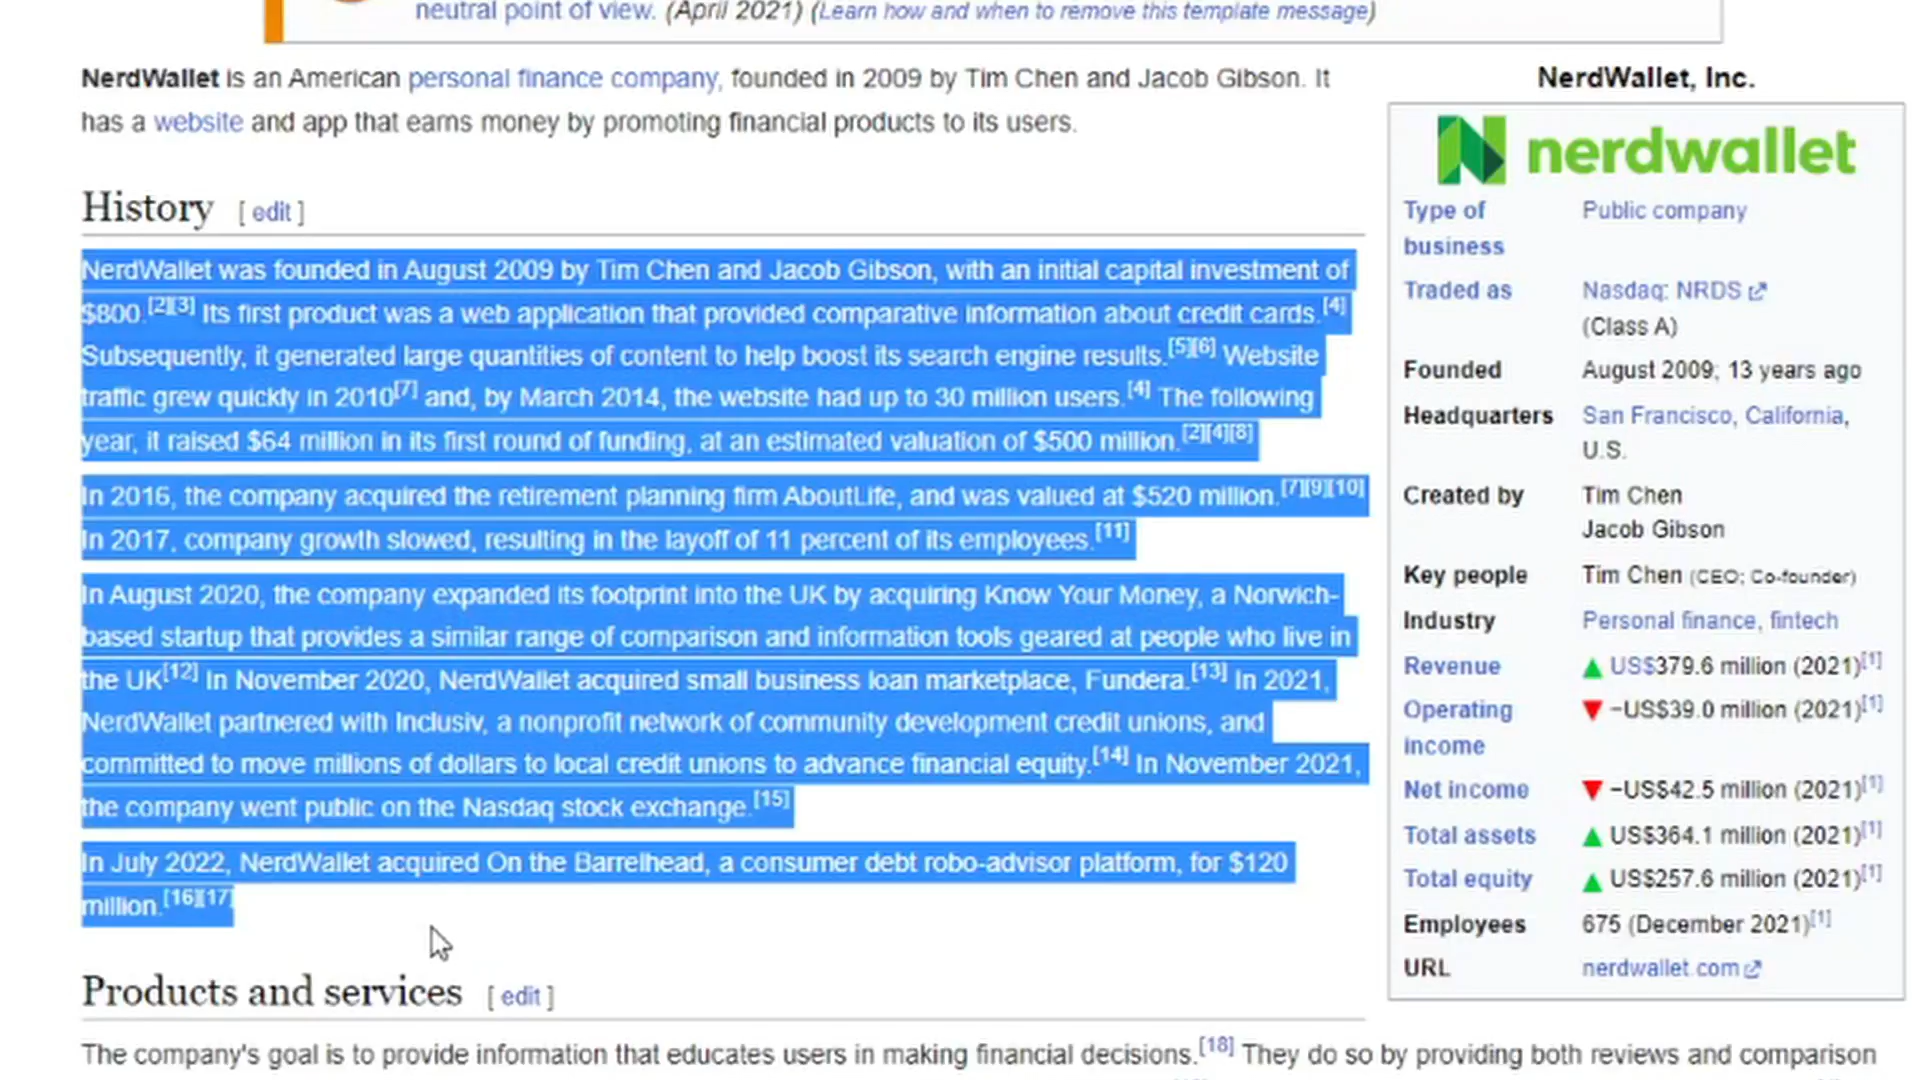 neutral point of view. (April 2021) (Learn how and when to remove this template message)
NerdWallet is an American personal finance company, founded in 2009 by Tim Chen and Jacob Gibson. It
has a website and app that earns money by promoting financial products to its users.
History [ edit ]
NerdWallet was founded in August 2009 by Tim Chen and Jacob Gibson, with an initial capital investment of
$800.[2][3] Its first product was a web application that provided comparative information about credit cards.[4]
Subsequently, it generated large quantities of content to help boost its search engine results.[5][6] Website
traffic grew quickly in 2010[7] and, by March 2014, the website had up to 30 million users.[4] The following
year, it raised $64 million in its first round of funding, at an estimated valuation of $500 million.[2][4][8]
In 2016, the company acquired the retirement planning firm AboutLife, and was valued at $520 million.[7][9][10]
In 2017, company growth slowed, resulting in the layoff of 11 percent of its employees.[11]
In August 2020, the company expanded its footprint into the UK by acquiring Know Your Money, a Norwich-
based startup that provides a similar range of comparison and information tools geared at people who live in
the UK[12] In November 2020, NerdWallet acquired small business loan marketplace, Fundera.[13] In 2021,
NerdWallet partnered with Inclusiv, a nonprofit network of community development credit unions, and
committed to move millions of dollars to local credit unions to advance financial equity.[14] In November 2021,
the company went public on the Nasdaq stock exchange.[15]
In July 2022, NerdWallet acquired On the Barrelhead, a consumer debt robo-advisor platform, for $120
million.[16][17]
Products and services [ edit ]
The company's goal is to provide information that educates users in making financial decisions.[18] They do so by providing both reviews and comparison
NerdWallet, Inc.
nerdwallet
Type of business Public company
Traded as Nasdaq: NRDS
(Class A)
Founded August 2009; 13 years ago
Headquarters San Francisco, California,
U.S.
Created by Tim Chen
Jacob Gibson
Key people Tim Chen (CEO; Co-founder)
Industry Personal finance, fintech
Revenue ▲ US$379.6 million (2021)[1]
Operating income ▼ −US$39.0 million (2021)[1]
Net income ▼ −US$42.5 million (2021)[1]
Total assets ▲ US$364.1 million (2021)[1]
Total equity ▲ US$257.6 million (2021)[1]
Employees 675 (December 2021)[1]
URL nerdwallet.com